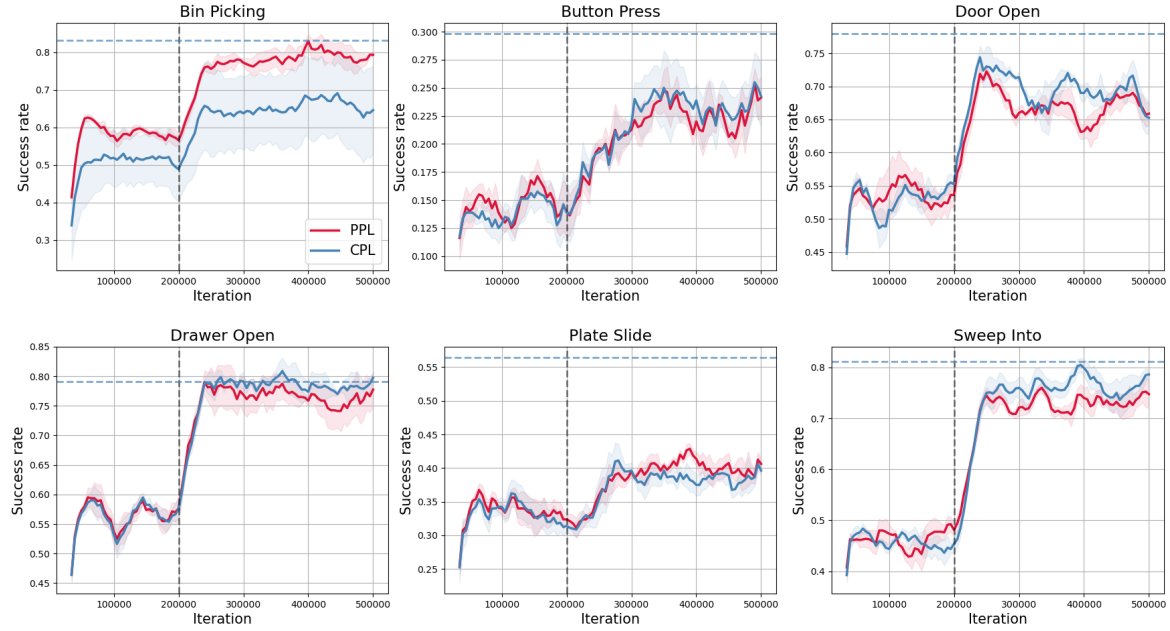 Bin Picking
Success rate
0.8
0.7
0.6
0.5
0.4
0.3
PPL
CPL
100000 200000 300000 400000 500000
Iteration
Button Press
Success rate
0.300
0.275
0.250
0.225
0.200
0.175
0.150
0.125
0.100
100000 200000 300000 400000 500000
Iteration
Door Open
Success rate
0.75
0.70
0.65
0.60
0.55
0.50
0.45
100000 200000 300000 400000 500000
Iteration
Drawer Open
Success rate
0.85
0.80
0.75
0.70
0.65
0.60
0.55
0.50
0.45
100000 200000 300000 400000 500000
Iteration
Plate Slide
Success rate
0.55
0.50
0.45
0.40
0.35
0.30
0.25
100000 200000 300000 400000 500000
Iteration
Sweep Into
Success rate
0.8
0.7
0.6
0.5
0.4
100000 200000 300000 400000 500000
Iteration